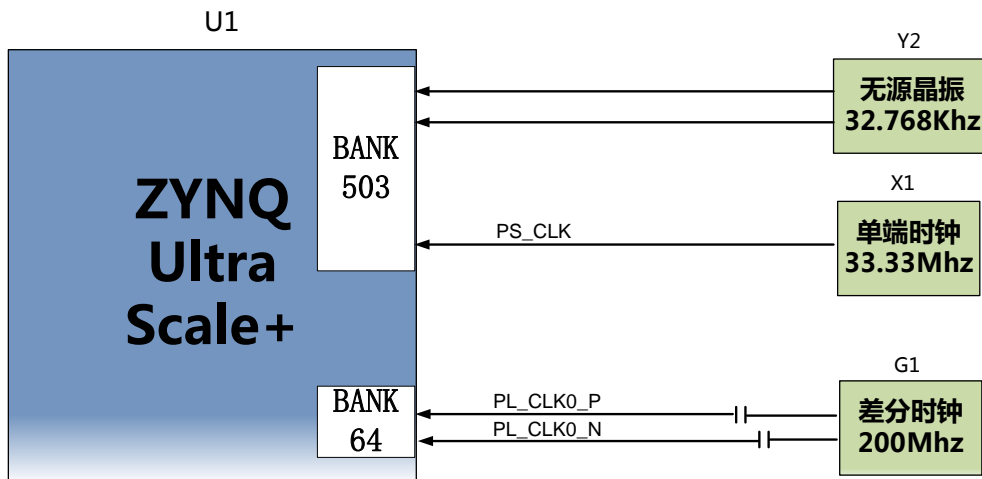 U1
Y2
无源晶振
32.768Khz
BANK
503
X1
ZYNQ
Ultra
Scale+
PS_CLK
单端时钟
33.33Mhz
G1
BANK
64
PL_CLK0_P
PL_CLK0_N
差分时钟
200Mhz